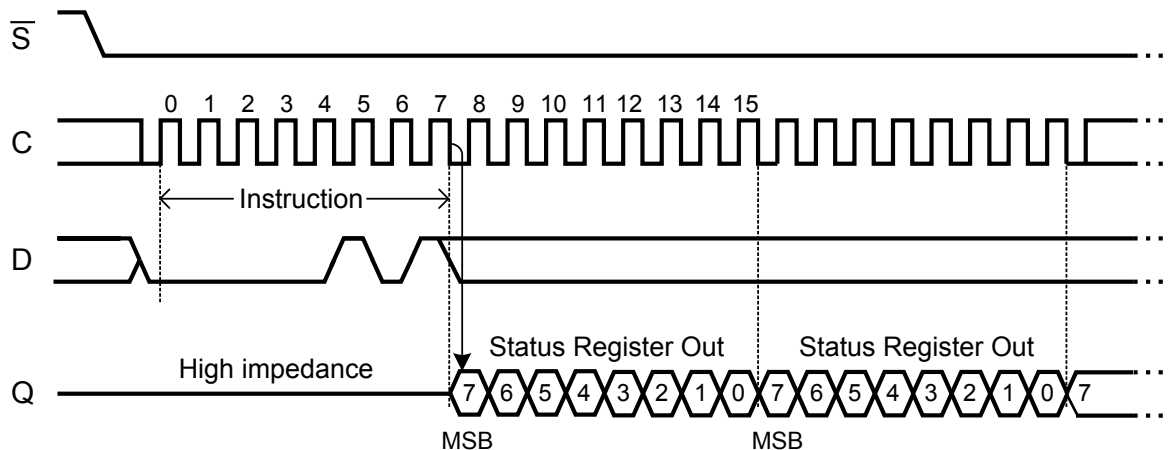 S
0 1 2 3 4 5 6 7 8 9 10 11 12 13 14 15
C
Instruction
D
High impedance
Status Register Out Status Register Out
Q
7 6 5 4 3 2 1 0 7 6 5 4 3 2 1 0 7
MSB MSB